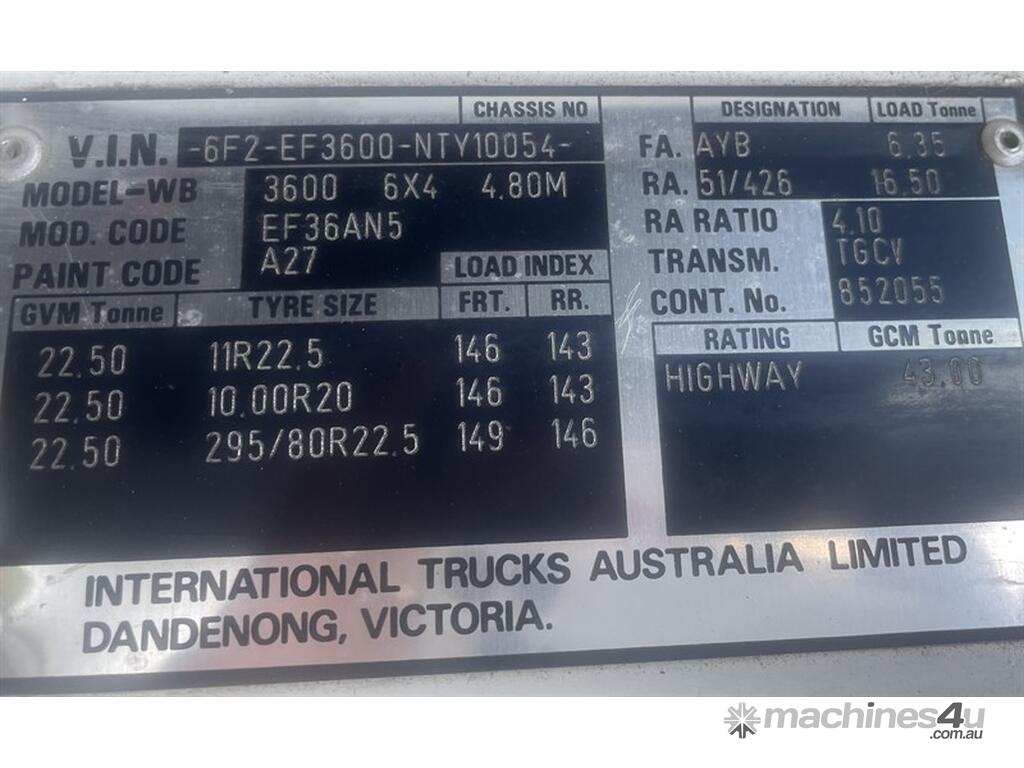 CHASSIS NO
V.I.N. -6F2-EF3600-NTY10054-
MODEL-WB 3600 6X4 4.80M
MOD. CODE EF36AN5
PAINT CODE A27
LOAD INDEX
GVM Tonne TYRE SIZE FRT. RR.
22.50 11R22.5 146 143
22.50 10.00R20 146 143
22.50 295/80R22.5 149 146
DESIGNATION LOAD Tonne
FA. AYB 6.35
RA. 51/426 16.50
RA RATIO 4.10
TRANSM. TGCV
CONT. No. 852055
RATING GCM Tonne
HIGHWAY 43.00
INTERNATIONAL TRUCKS AUSTRALIA LIMITED
DANDENONG, VICTORIA.
machines4u
.com.au